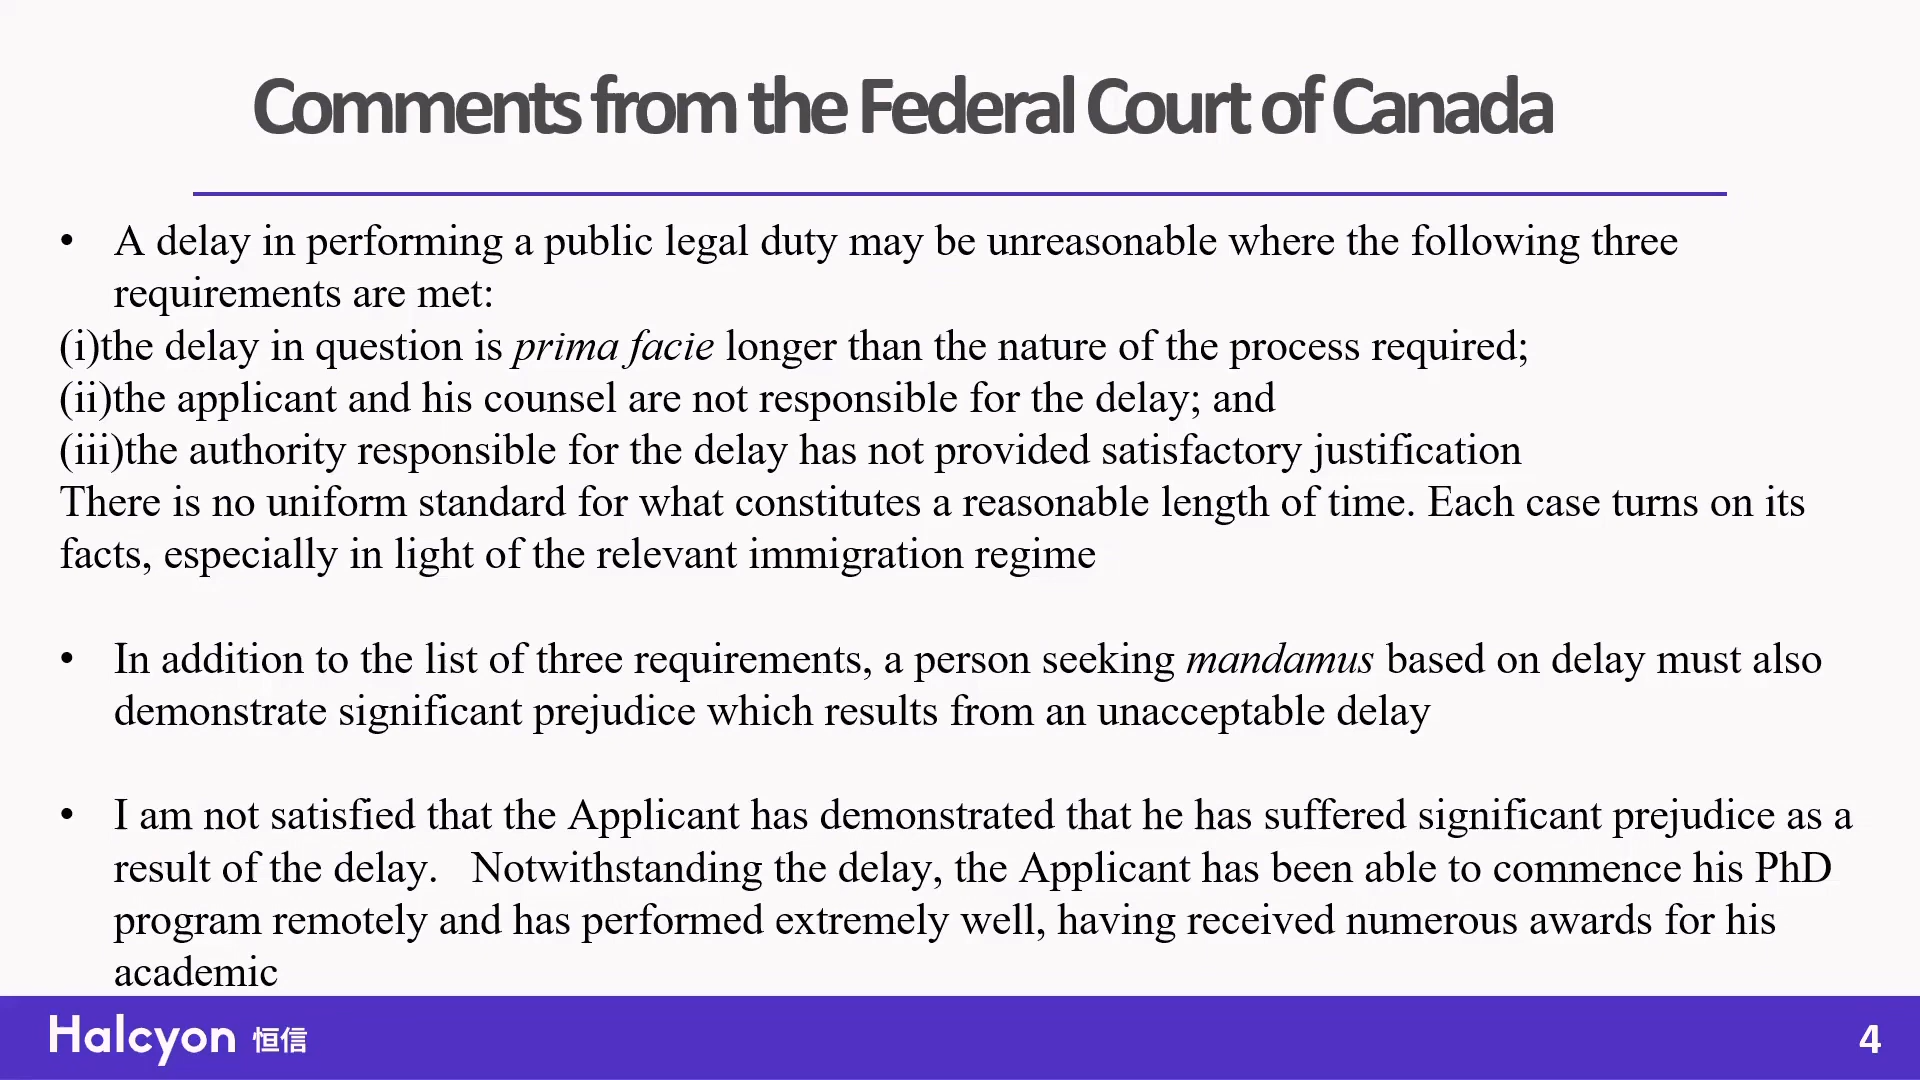 Comments from the Federal Court of Canada
• A delay in performing a public legal duty may be unreasonable where the following three
requirements are met:
(i)the delay in question is prima facie longer than the nature of the process required;
(ii)the applicant and his counsel are not responsible for the delay; and
(iii)the authority responsible for the delay has not provided satisfactory justification
There is no uniform standard for what constitutes a reasonable length of time. Each case turns on its
facts, especially in light of the relevant immigration regime
• In addition to the list of three requirements, a person seeking mandamus based on delay must also
demonstrate significant prejudice which results from an unacceptable delay
• I am not satisfied that the Applicant has demonstrated that he has suffered significant prejudice as a
result of the delay.   Notwithstanding the delay, the Applicant has been able to commence his PhD
program remotely and has performed extremely well, having received numerous awards for his
academic
Halcyon 恒信
4